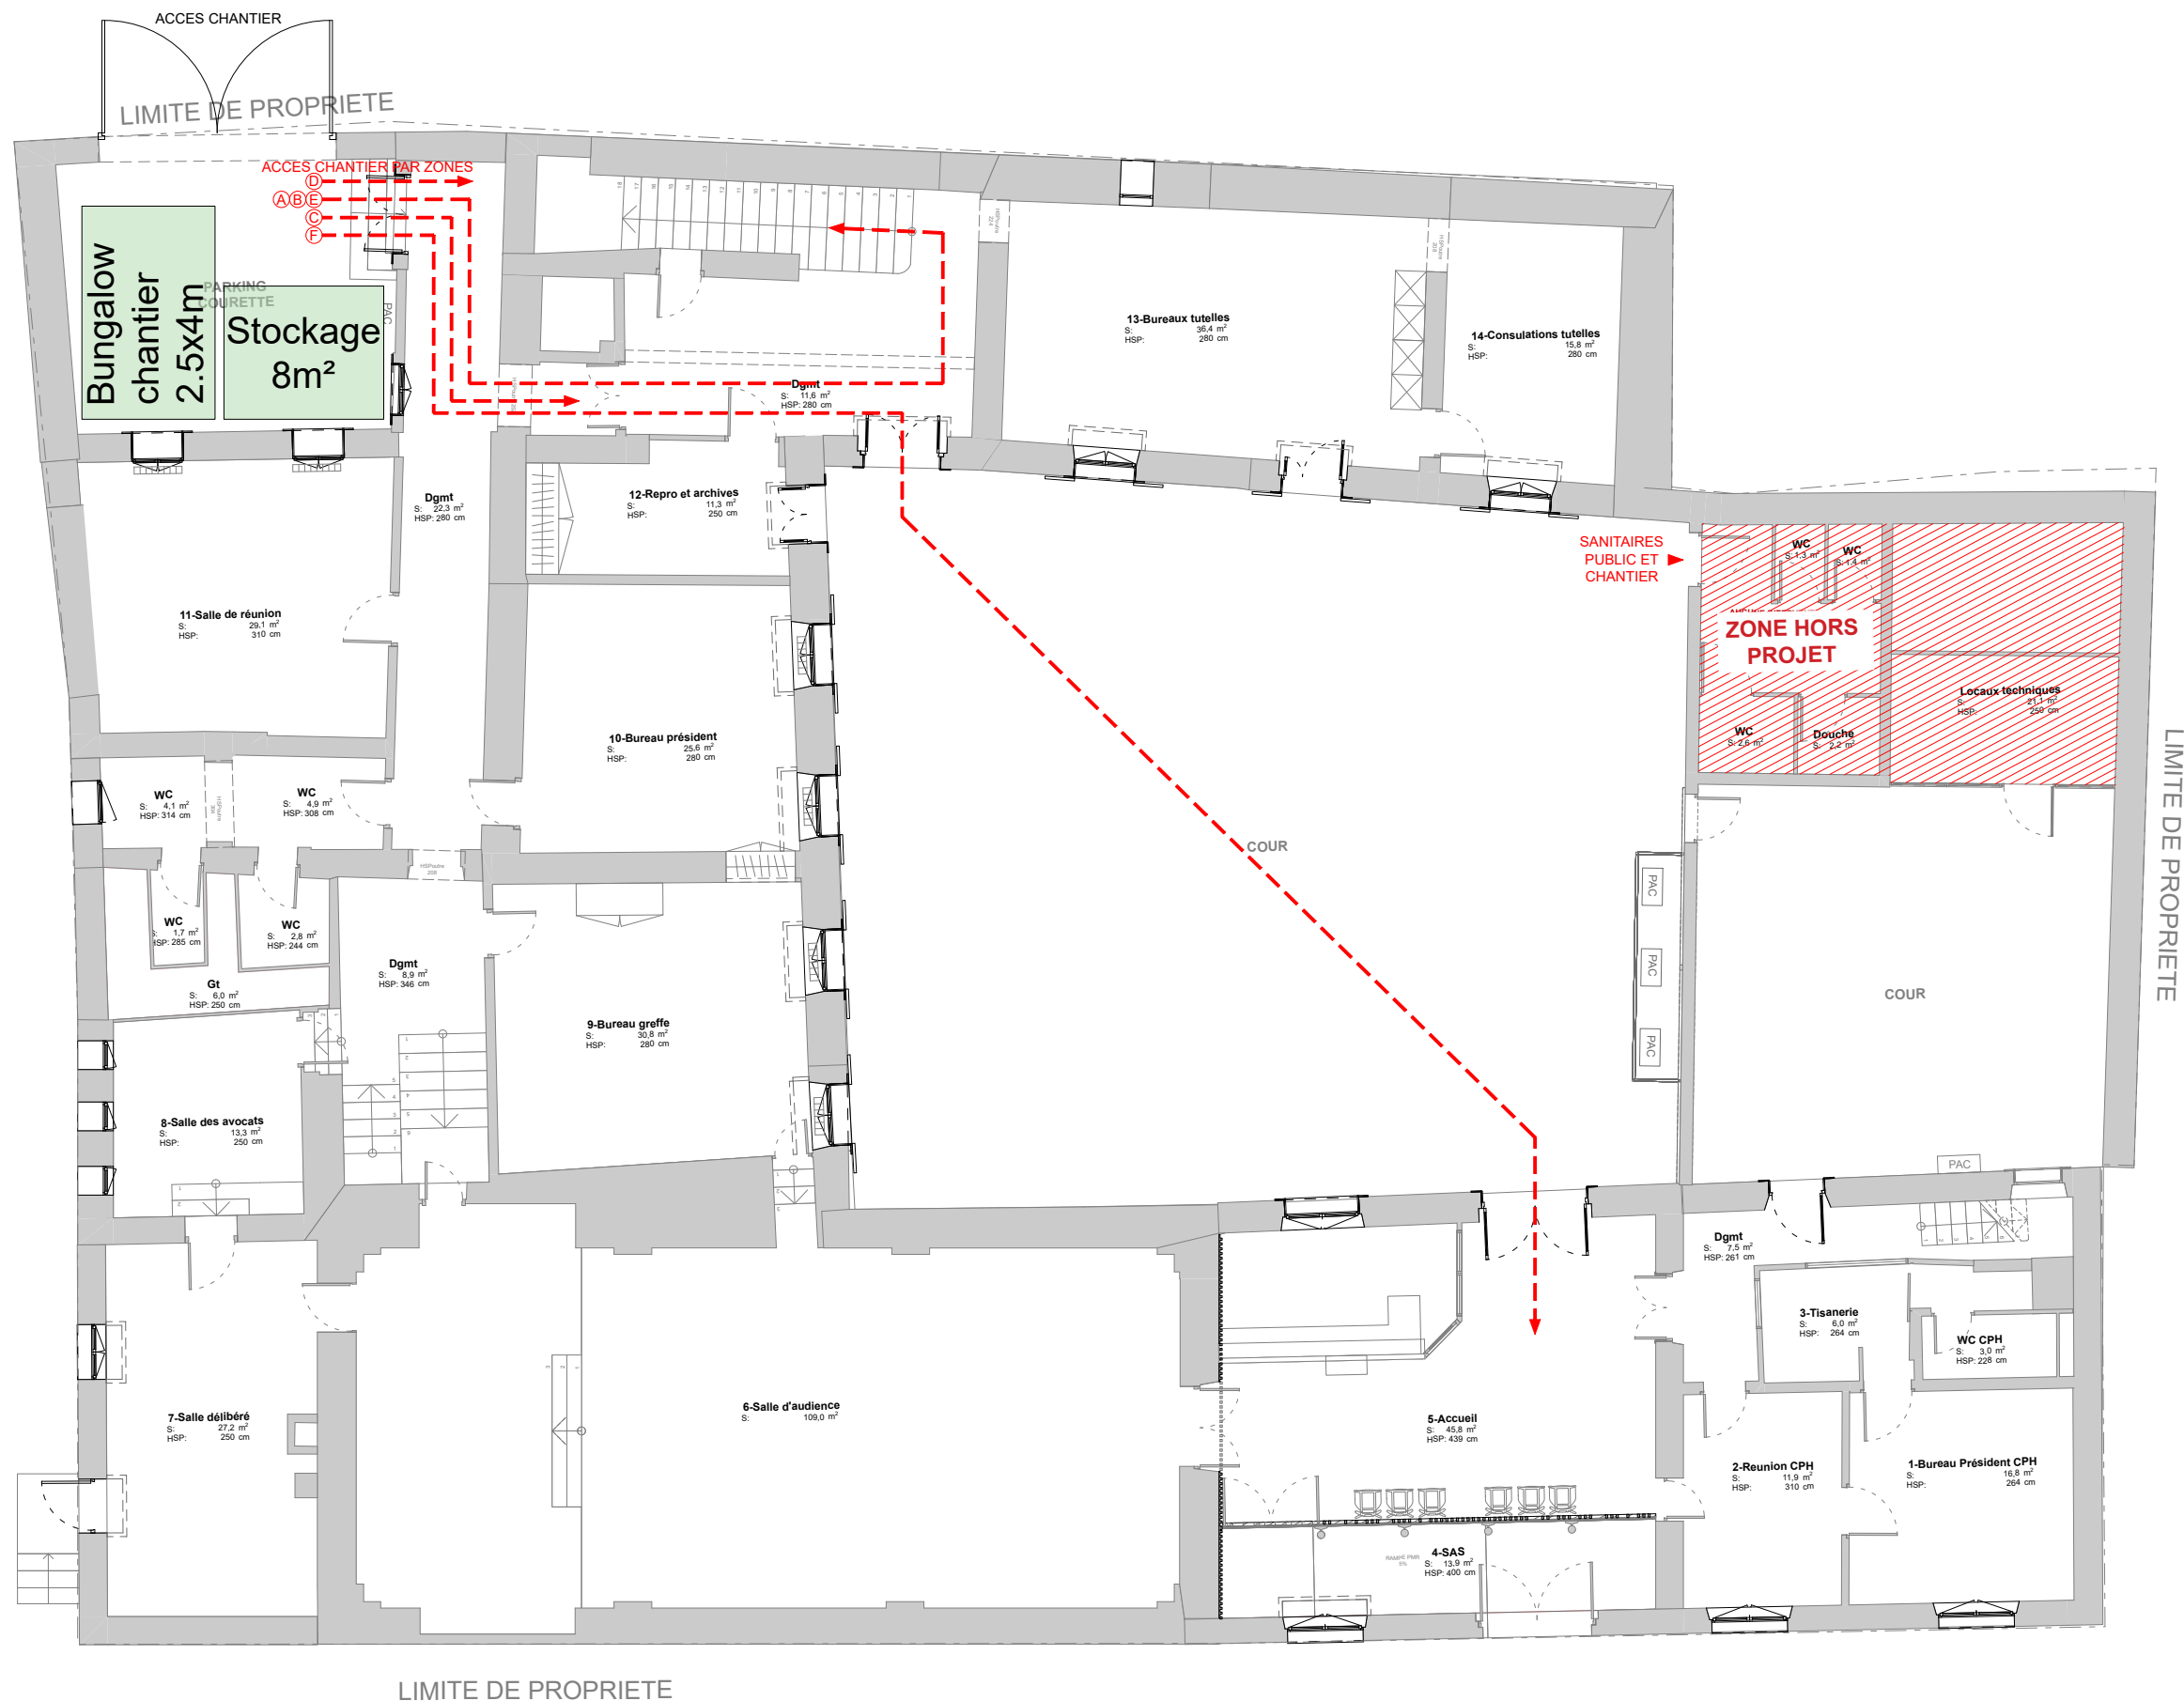 ACCES CHANTIER
LIMITE DE PROPRIETE
ACCES CHANTIER PAR ZONES
D
A B E
C
F
Bungalow
chantier
2.5x4m
PARKING
COURETTE
Stockage
8m²
PAC
13-Bureaux tutelles
S: 36,4 m²
HSP: 280 cm
14-Consulations tutelles
S: 15,8 m²
HSP: 280 cm
Dgmt
S: 11,6 m²
HSP: 280 cm
Dgmt
S: 22,3 m²
HSP: 280 cm
12-Repro et archives
S: 11,3 m²
HSP: 250 cm
SANITAIRES
PUBLIC ET
CHANTIER
WC
S: 1,3 m²
WC
S: 1,4 m²
ZONE HORS
PROJET
Locaux techniques
S: 21,1 m²
HSP: 250 cm
WC
S: 2,6 m²
Douche
S: 2,2 m²
11-Salle de réunion
S: 29,1 m²
HSP: 310 cm
10-Bureau président
S: 25,6 m²
HSP: 280 cm
LIMITE DE PROPRIETE
WC
S: 4,1 m²
HSP: 314 cm
WC
S: 4,9 m²
HSP: 308 cm
HSPoutre
208
COUR
PAC
PAC
PAC
COUR
WC
S: 1,7 m²
HSP: 285 cm
WC
S: 2,8 m²
HSP: 244 cm
Dgmt
S: 8,9 m²
HSP: 346 cm
Gt
S: 6,0 m²
HSP: 250 cm
9-Bureau greffe
S: 30,8 m²
HSP: 280 cm
8-Salle des avocats
S: 13,3 m²
HSP: 250 cm
PAC
Dgmt
S: 7,5 m²
HSP: 261 cm
3-Tisanerie
S: 6,0 m²
HSP: 264 cm
WC CPH
S: 3,0 m²
HSP: 228 cm
7-Salle délibéré
S: 27,2 m²
HSP: 250 cm
6-Salle d'audience
S: 109,0 m²
5-Accueil
S: 45,8 m²
HSP: 439 cm
2-Reunion CPH
S: 11,9 m²
HSP: 310 cm
1-Bureau Président CPH
S: 16,8 m²
HSP: 264 cm
RAMPE PMR
5%
4-SAS
S: 13,9 m²
HSP: 400 cm
LIMITE DE PROPRIETE